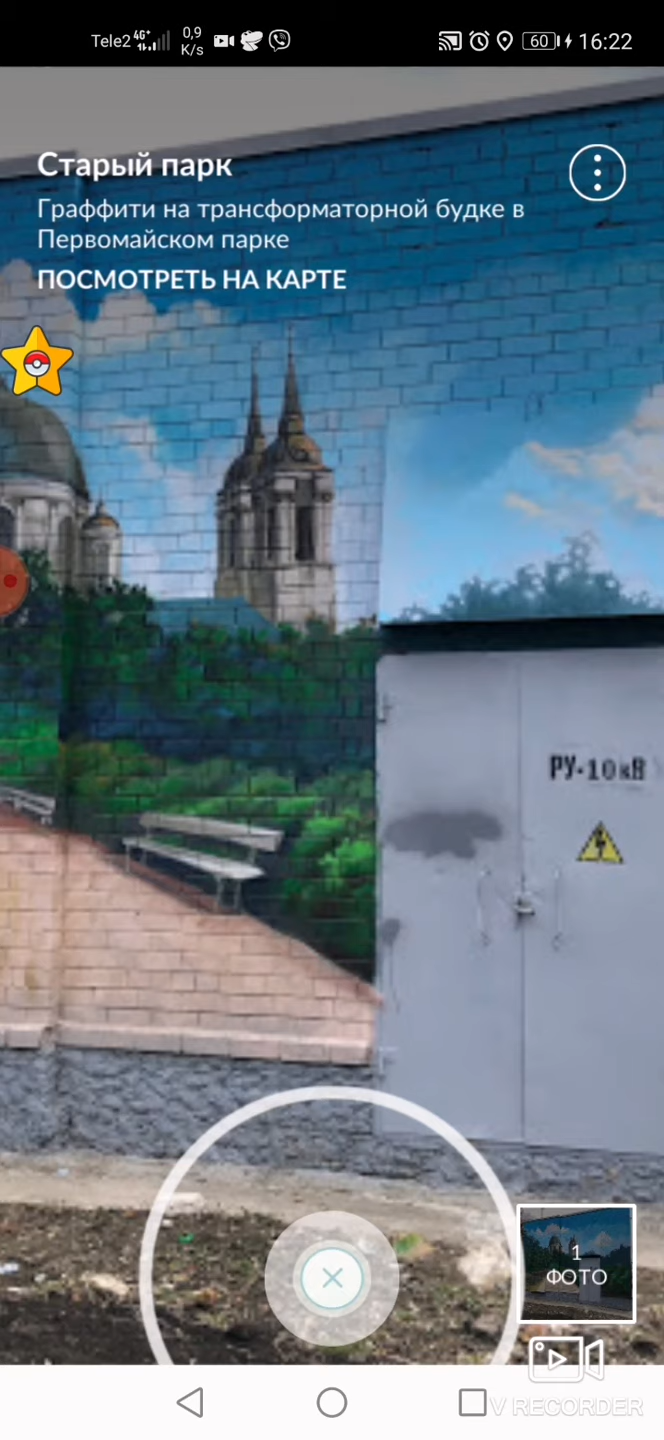 Tele2 4G+ 0,9 K/s 60 16:22
Старый парк
Граффити на трансформаторной будке в
Первомайском парке
ПОСМОТРЕТЬ НА КАРТЕ
РУ-10кВ
1
ФОТО
V RECORDER